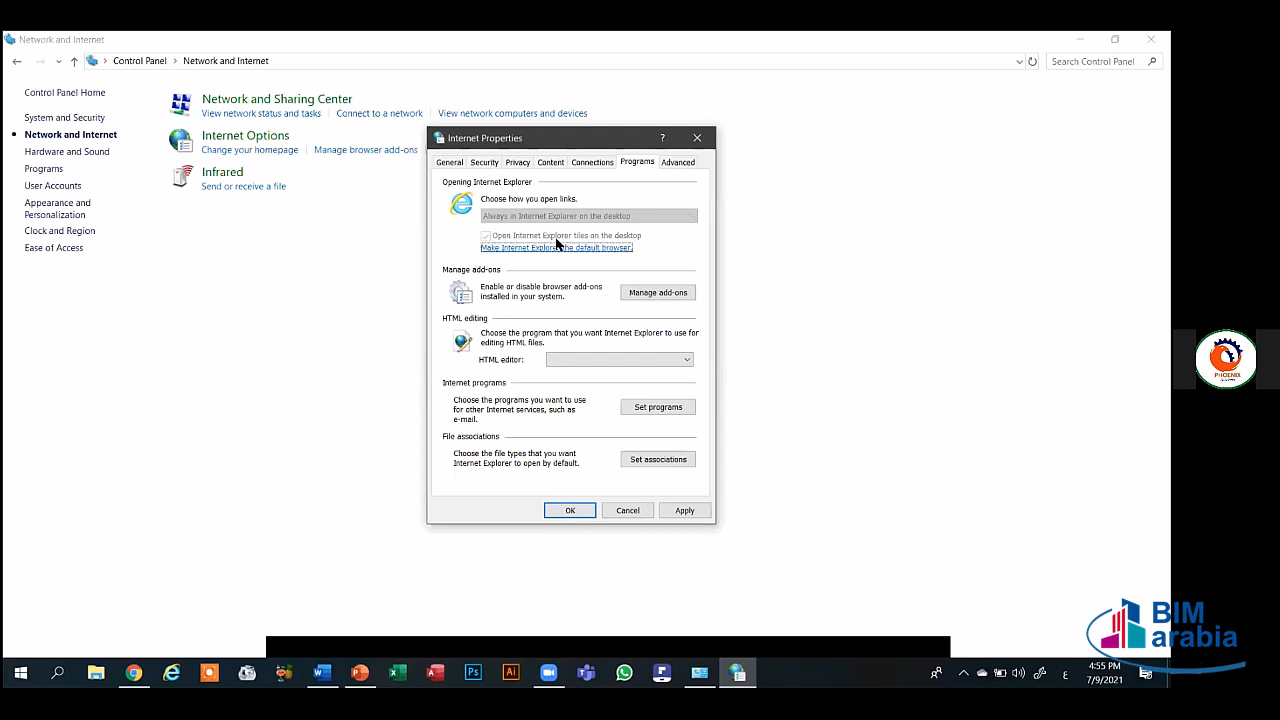 Network and Internet
Control Panel
Network and Internet
Search Control Panel
Control Panel Home
System and Security
Network and Internet
Hardware and Sound
Programs
User Accounts
Appearance and
Personalization
Clock and Region
Ease of Access
Network and Sharing Center
View network status and tasks
Connect to a network
View network computers and devices
Internet Options
Change your homepage
Manage browser add-ons
Infrared
Send or receive a file
Internet Properties
?
General
Security
Privacy
Content
Connections
Programs
Advanced
Opening Internet Explorer
Choose how you open links.
Always in Internet Explorer on the desktop
Open Internet Explorer tiles on the desktop
Make Internet Explorer the default browser.
Manage add-ons
Enable or disable browser add-ons
installed in your system.
Manage add-ons
HTML editing
Choose the program that you want Internet Explorer to use for
editing HTML files.
HTML editor:
Internet programs
Choose the programs you want to use
for other Internet services, such as
e-mail.
Set programs
File associations
Choose the file types that you want
Internet Explorer to open by default.
Set associations
OK
Cancel
Apply
PHOENIX
BIM
arabia
Ps
Ai
ع
4:55 PM
7/9/2021